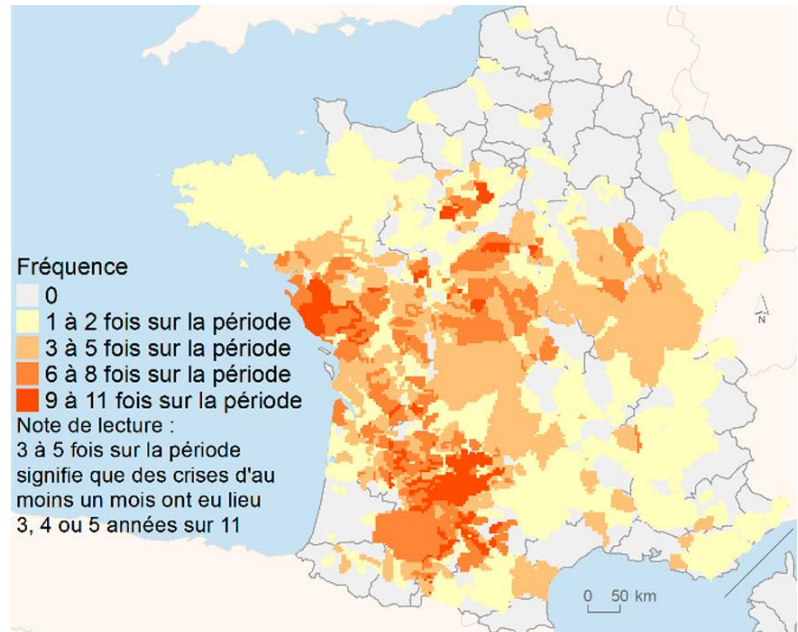 Fréquence
0
1 à 2 fois sur la période
3 à 5 fois sur la période
6 à 8 fois sur la période
9 à 11 fois sur la période
Note de lecture :
3 à 5 fois sur la période
signifie que des crises d'au
moins un mois ont eu lieu
3, 4 ou 5 années sur 11
N
0 50 km